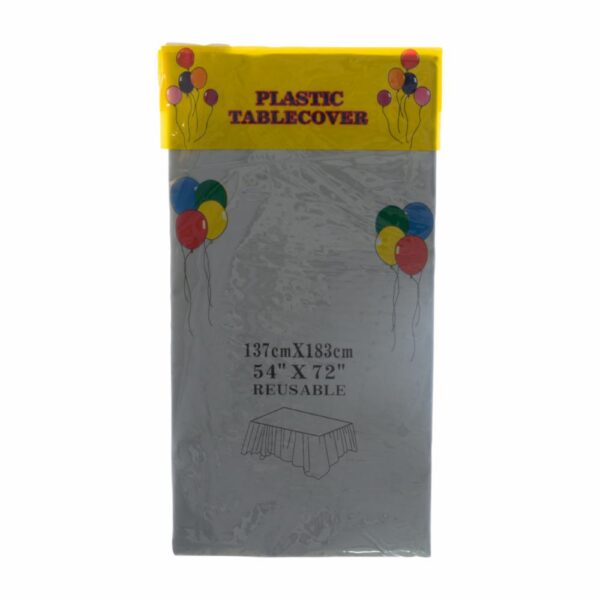 PLASTIC
TABLECOVER
137cmX183cm
54" X 72"
REUSABLE